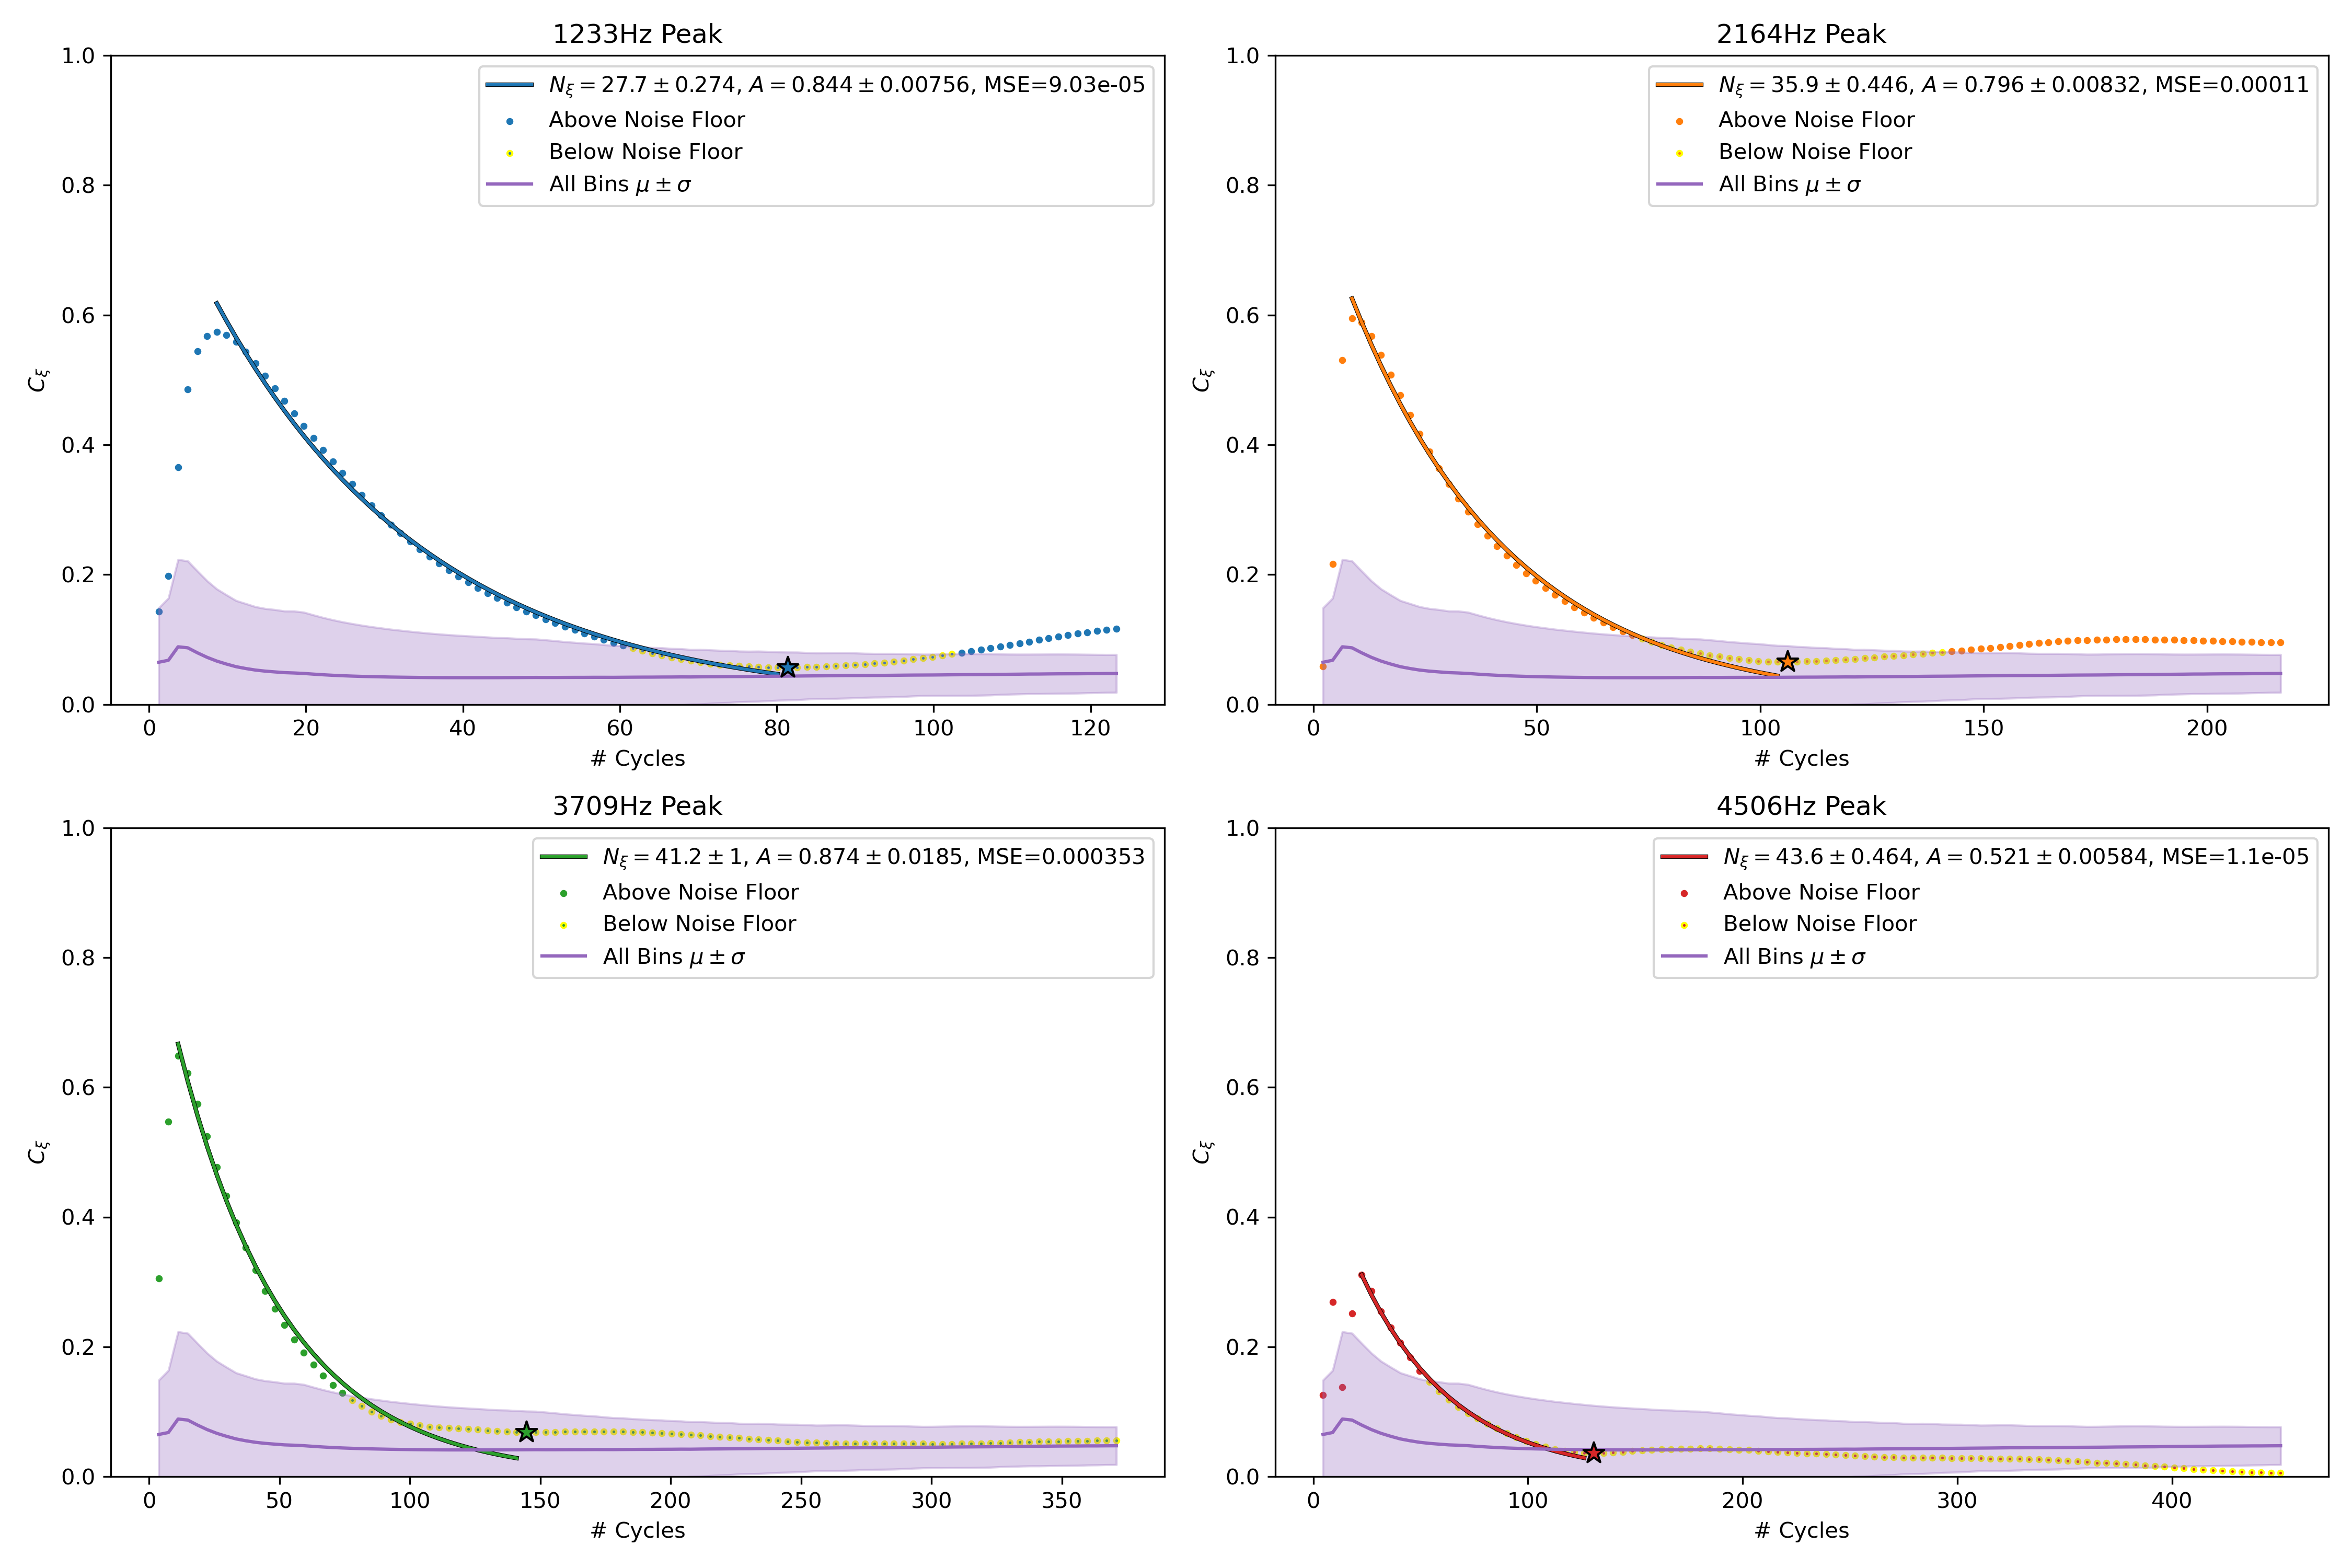 1233Hz Peak
1.0
0.8
0.6
0.4
0.2
0.0
Cξ
Nξ = 27.7 ± 0.274, A = 0.844 ± 0.00756, MSE=9.03e-05
Above Noise Floor
Below Noise Floor
All Bins μ ± σ
0 20 40 60 80 100 120
# Cycles
2164Hz Peak
1.0
0.8
0.6
0.4
0.2
0.0
Cξ
Nξ = 35.9 ± 0.446, A = 0.796 ± 0.00832, MSE=0.00011
Above Noise Floor
Below Noise Floor
All Bins μ ± σ
0 50 100 150 200
# Cycles
3709Hz Peak
1.0
0.8
0.6
0.4
0.2
0.0
Cξ
Nξ = 41.2 ± 1, A = 0.874 ± 0.0185, MSE=0.000353
Above Noise Floor
Below Noise Floor
All Bins μ ± σ
0 50 100 150 200 250 300 350
# Cycles
4506Hz Peak
1.0
0.8
0.6
0.4
0.2
0.0
Cξ
Nξ = 43.6 ± 0.464, A = 0.521 ± 0.00584, MSE=1.1e-05
Above Noise Floor
Below Noise Floor
All Bins μ ± σ
0 100 200 300 400
# Cycles